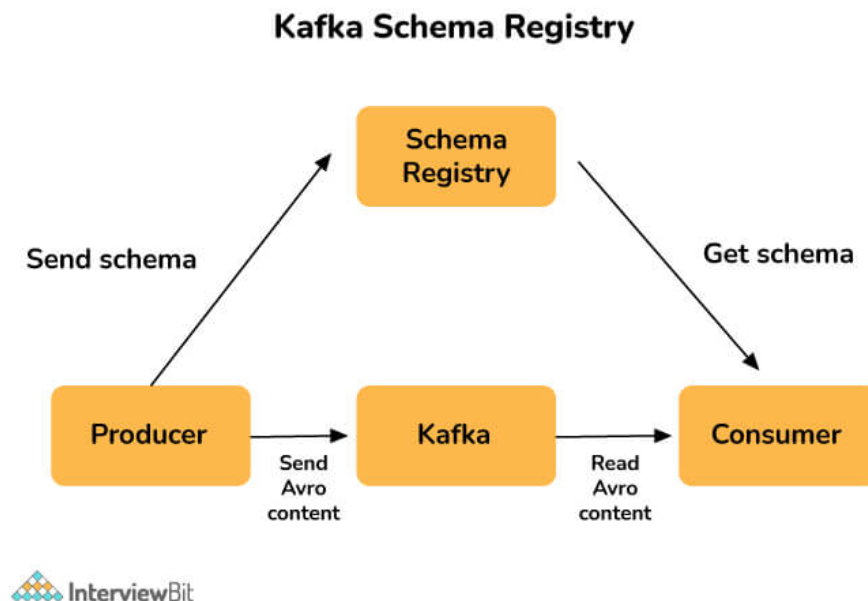 Kafka Schema Registry
Schema
Registry
Send schema
Get schema
Producer
Kafka
Consumer
Send
Avro
content
Read
Avro
content
InterviewBit